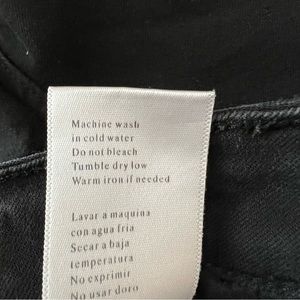 Machine wash
in cold water
Do not bleach
Tumble dry low
Warm iron if needed
Lavar a maquina
con agua fria
Secar a baja
temperatura
No exprimir
No usar doro